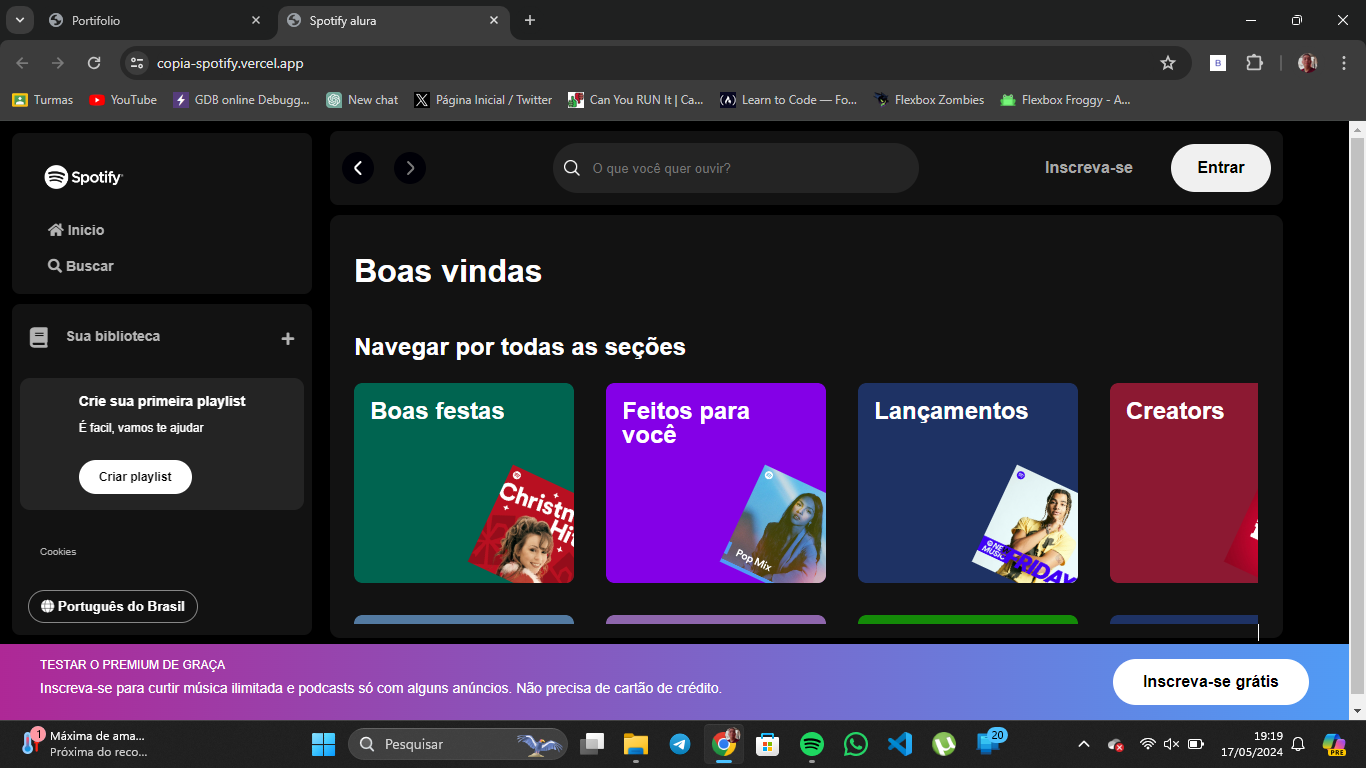 Portifolio
Spotify alura
copia-spotify.vercel.app
B
Turmas
YouTube
GDB online Debugg...
New chat
Página Inicial / Twitter
Can You RUN It | Ca...
Learn to Code — Fo...
Flexbox Zombies
Flexbox Froggy - A...
Spotify
Inicio
Buscar
Sua biblioteca
Crie sua primeira playlist
É facil, vamos te ajudar
Criar playlist
Cookies
Português do Brasil
O que você quer ouvir?
Inscreva-se
Entrar
Boas vindas
Navegar por todas as seções
Boas festas
Feitos para
você
Lançamentos
Creators
Christm
Hit
Pop Mix
NE
MUSIC
FRIDAY
TESTAR O PREMIUM DE GRAÇA
Inscreva-se para curtir música ilimitada e podcasts só com alguns anúncios. Não precisa de cartão de crédito.
Inscreva-se grátis
1
Máxima de ama...
Próxima do reco...
Pesquisar
20
19:19
17/05/2024
PRE